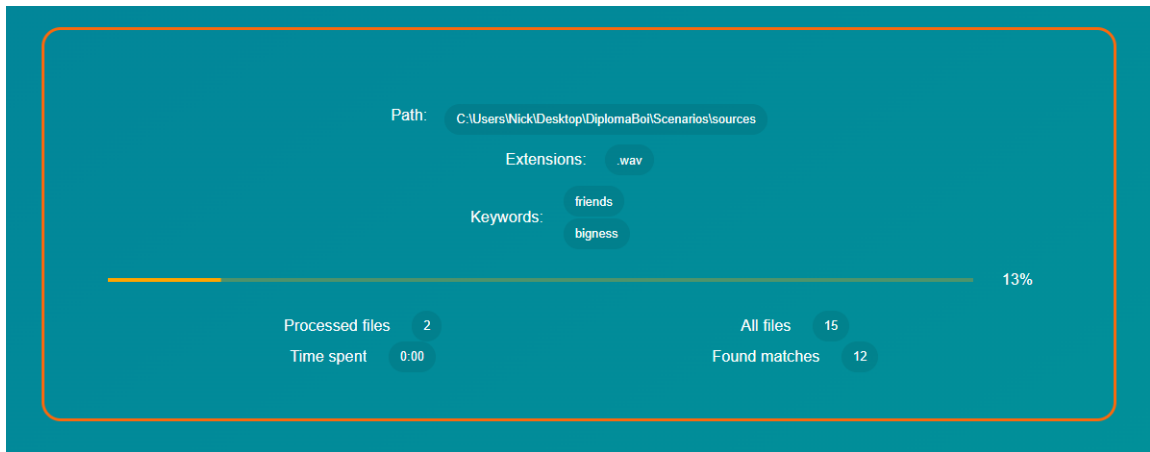 Path: C:\Users\Nick\Desktop\DiplomaBoi\Scenarios\sources
Extensions: .wav
Keywords: friends
bigness
13%
Processed files 2 All files 15
Time spent 0:00 Found matches 12